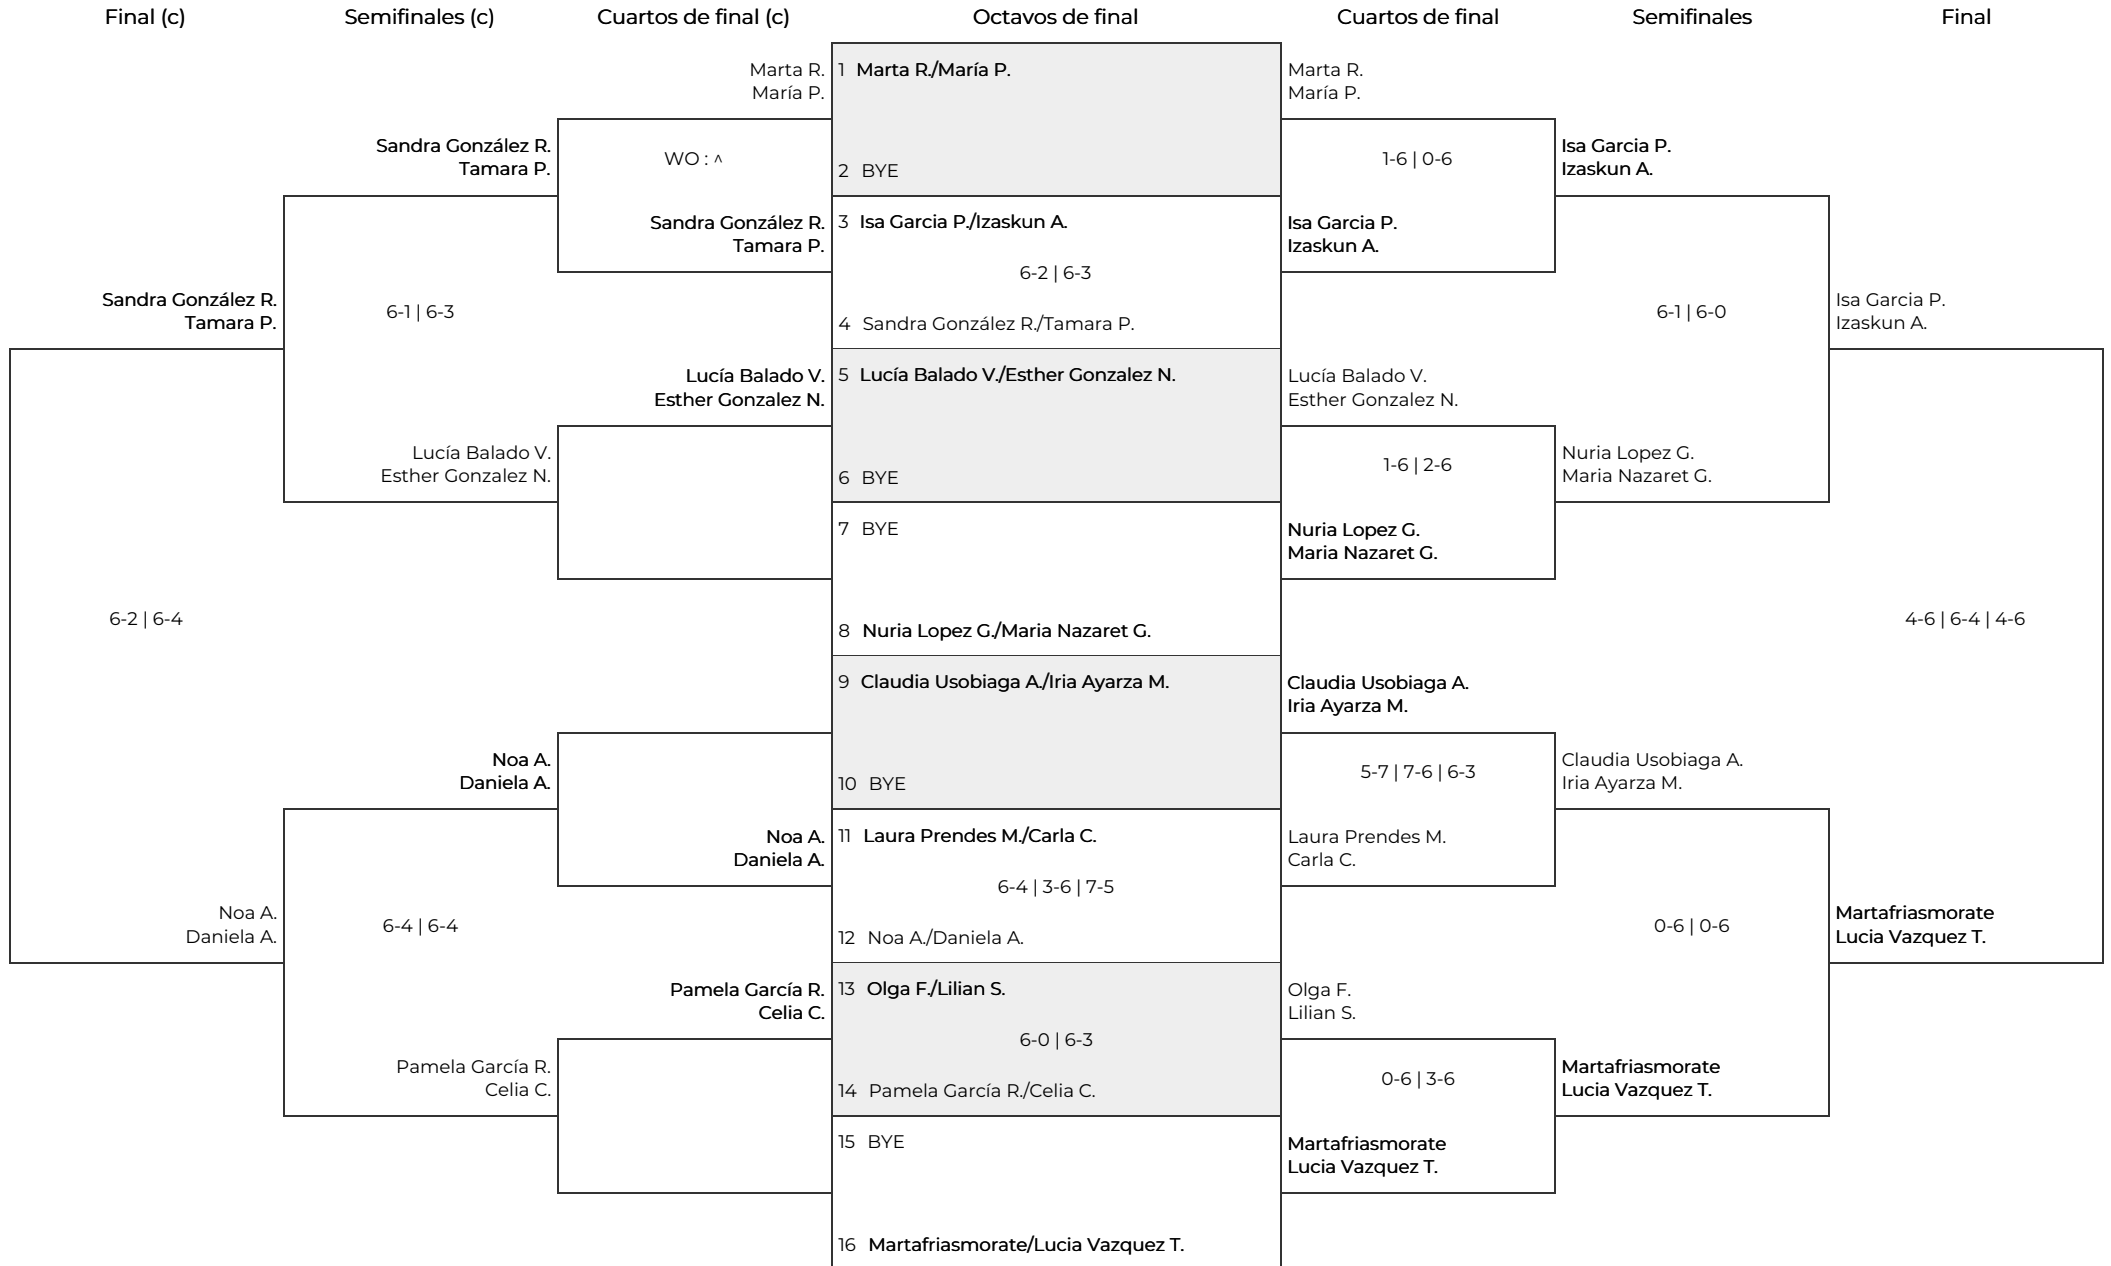 Final (c)
Semifinales (c)
Cuartos de final (c)
Octavos de final
Cuartos de final
Semifinales
Final
Sandra González R.
Tamara P.
6-2 | 6-4
Noa A.
Daniela A.
Sandra González R.
Tamara P.
6-1 | 6-3
Lucía Balado V.
Esther Gonzalez N.
Noa A.
Daniela A.
6-4 | 6-4
Pamela García R.
Celia C.
Marta R.
María P.
WO : ^
Sandra González R.
Tamara P.
Lucía Balado V.
Esther Gonzalez N.
Noa A.
Daniela A.
Pamela García R.
Celia C.
1 Marta R./María P.
2 BYE
3 Isa Garcia P./Izaskun A.
6-2 | 6-3
4 Sandra González R./Tamara P.
5 Lucía Balado V./Esther Gonzalez N.
6 BYE
7 BYE
8 Nuria Lopez G./Maria Nazaret G.
9 Claudia Usobiaga A./Iria Ayarza M.
10 BYE
11 Laura Prendes M./Carla C.
6-4 | 3-6 | 7-5
12 Noa A./Daniela A.
13 Olga F./Lilian S.
6-0 | 6-3
14 Pamela García R./Celia C.
15 BYE
16 Martafriasmorate/Lucia Vazquez T.
Marta R.
María P.
1-6 | 0-6
Isa Garcia P.
Izaskun A.
Lucía Balado V.
Esther Gonzalez N.
1-6 | 2-6
Nuria Lopez G.
Maria Nazaret G.
Claudia Usobiaga A.
Iria Ayarza M.
5-7 | 7-6 | 6-3
Laura Prendes M.
Carla C.
Olga F.
Lilian S.
0-6 | 3-6
Martafriasmorate
Lucia Vazquez T.
Isa Garcia P.
Izaskun A.
6-1 | 6-0
Nuria Lopez G.
Maria Nazaret G.
Claudia Usobiaga A.
Iria Ayarza M.
0-6 | 0-6
Martafriasmorate
Lucia Vazquez T.
Isa Garcia P.
Izaskun A.
4-6 | 6-4 | 4-6
Martafriasmorate
Lucia Vazquez T.